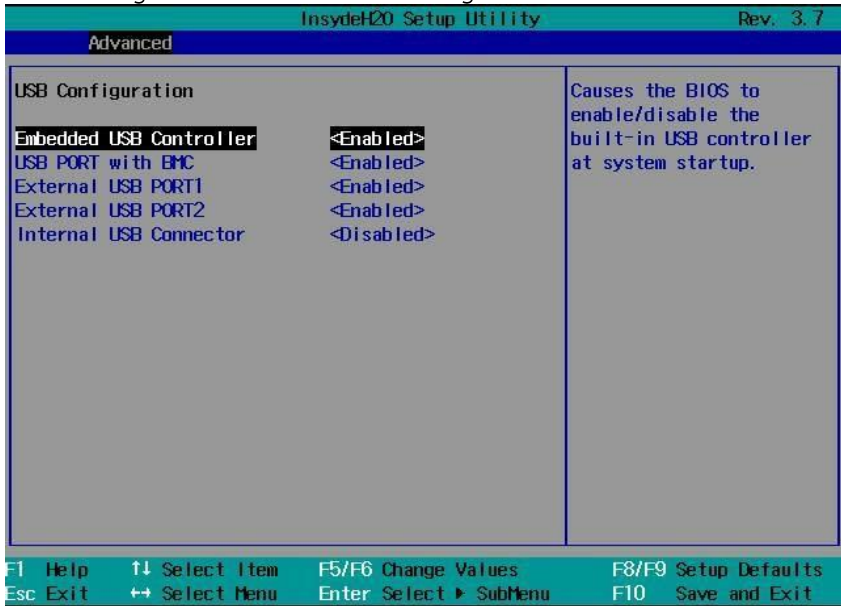 InsydeH2O Setup Utility Rev. 3.7
Advanced
USB Configuration
Embedded USB Controller <Enabled>
USB PORT with BMC <Enabled>
External USB PORT1 <Enabled>
External USB PORT2 <Enabled>
Internal USB Connector <Disabled>
Causes the BIOS to
enable/disable the
built-in USB controller
at system startup.
F1 Help ↑↓ Select Item F5/F6 Change Values F8/F9 Setup Defaults
Esc Exit ↔ Select Menu Enter Select ▶ SubMenu F10 Save and Exit